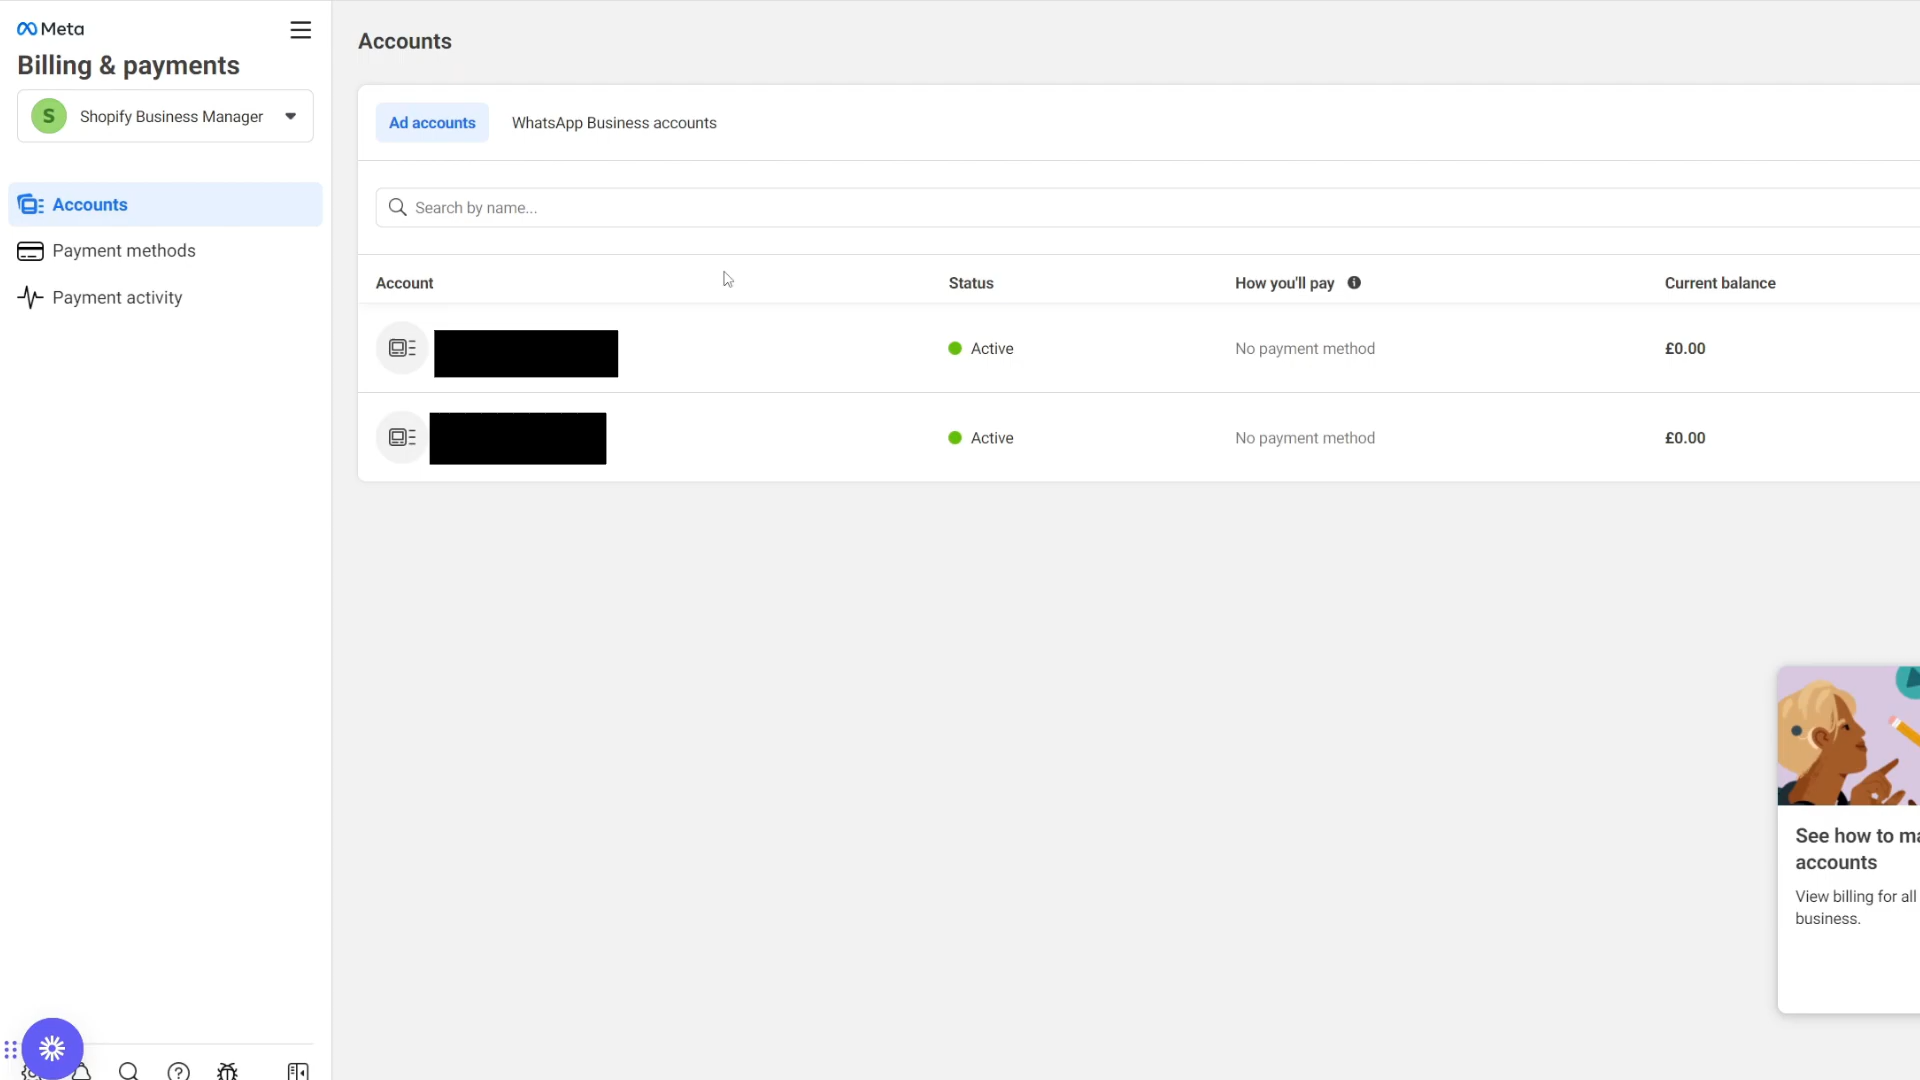 Meta
Billing & payments
S
Shopify Business Manager
Accounts
Payment methods
Payment activity
Accounts
Ad accounts
WhatsApp Business accounts
Search by name...
Account
Status
How you'll pay
Current balance
Active
No payment method
£0.00
Active
No payment method
£0.00
See how to ma
accounts
View billing for all
business.